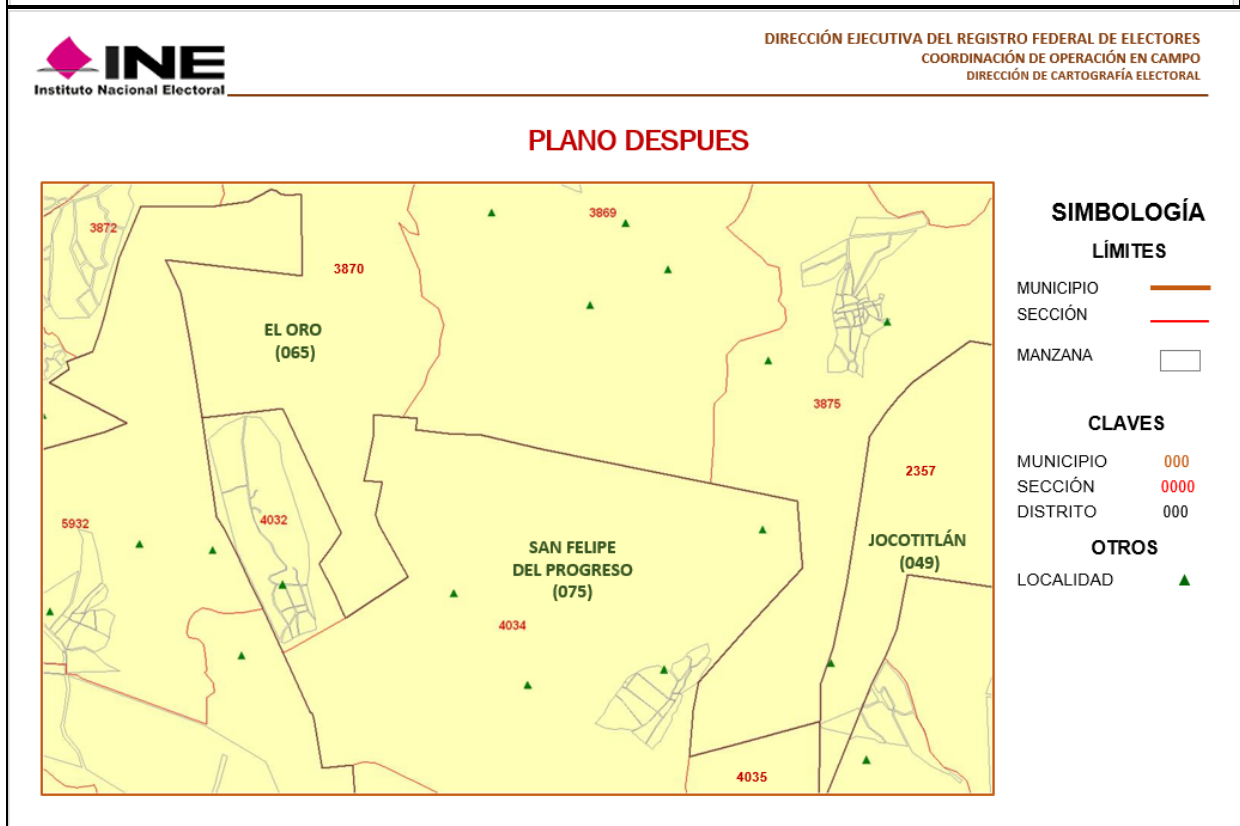 INE
Instituto Nacional Electoral
DIRECCIÓN EJECUTIVA DEL REGISTRO FEDERAL DE ELECTORES
COORDINACIÓN DE OPERACIÓN EN CAMPO
DIRECCIÓN DE CARTOGRAFÍA ELECTORAL
PLANO DESPUES
3872
3870
3869
EL ORO
(065)
3875
2357
5932
4032
SAN FELIPE
DEL PROGRESO
(075)
JOCOTITLÁN
(049)
4034
4035
SIMBOLOGÍA
LÍMITES
MUNICIPIO
SECCIÓN
MANZANA
CLAVES
MUNICIPIO 000
SECCIÓN 0000
DISTRITO 000
OTROS
LOCALIDAD